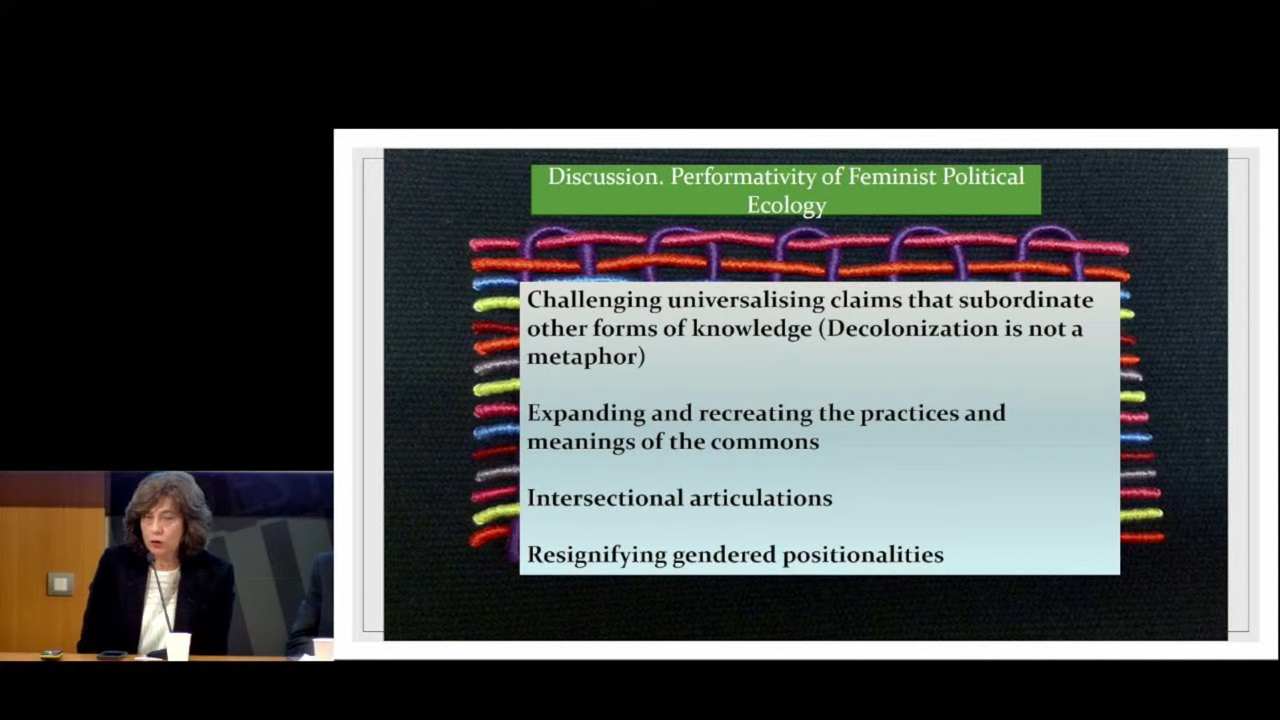 Discussion. Performativity of Feminist Political
Ecology
Challenging universalising claims that subordinate
other forms of knowledge (Decolonization is not a
metaphor)
Expanding and recreating the practices and
meanings of the commons
Intersectional articulations
Resignifying gendered positionalities